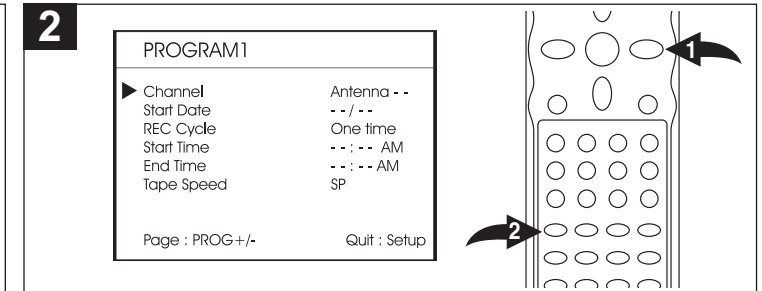 2
PROGRAM1
Channel Antenna - -
Start Date - - / - -
REC Cycle One time
Start Time - - : - - AM
End Time - - : - - AM
Tape Speed SP
Page : PROG+/- Quit : Setup
1
2